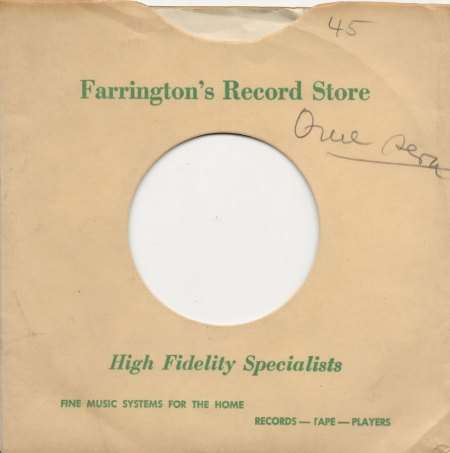 45
Farrington's Record Store
High Fidelity Specialists
FINE MUSIC SYSTEMS FOR THE HOME
RECORDS — TAPE — PLAYERS